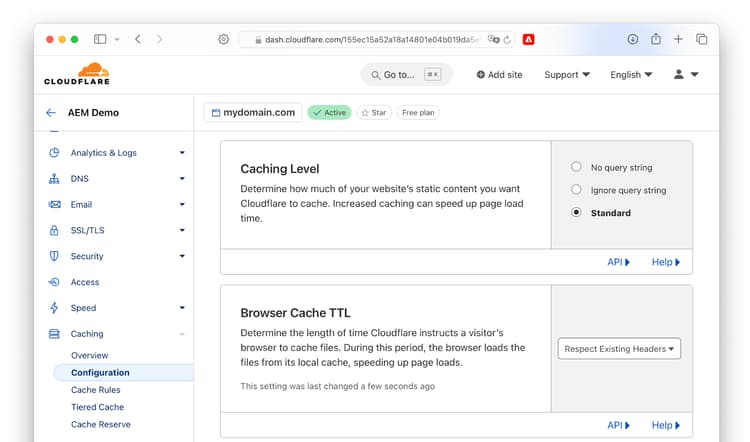 dash.cloudflare.com/155ec15a52a18a14801e04b019da5e
CLOUDFLARE
Go to... ⌘ K
Add site
Support
English
AEM Demo
mydomain.com
Active
Star
Free plan
Analytics & Logs
DNS
Email
SSL/TLS
Security
Access
Speed
Caching
Overview
Configuration
Cache Rules
Tiered Cache
Cache Reserve
Caching Level
Determine how much of your website's static content you want
Cloudflare to cache. Increased caching can speed up page load
time.
No query string
Ignore query string
Standard
API
Help
Browser Cache TTL
Determine the length of time Cloudflare instructs a visitor's
browser to cache files. During this period, the browser loads the
files from its local cache, speeding up page loads.
This setting was last changed a few seconds ago
Respect Existing Headers
API
Help